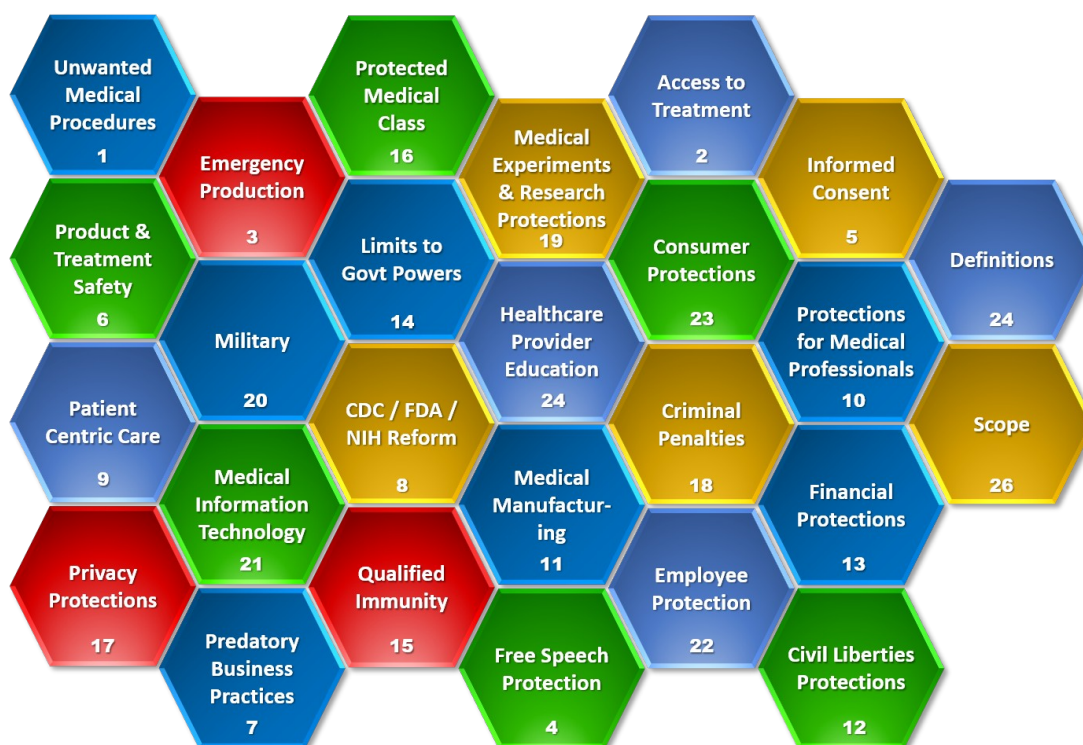 Unwanted
Medical
Procedures
1
Protected
Medical
Class
16
Access to
Treatment
2
Emergency
Production
3
Medical
Experiments
& Research
Protections
19
Informed
Consent
5
Product &
Treatment
Safety
6
Limits to
Govt Powers
14
Consumer
Protections
23
Definitions
24
Military
20
Healthcare
Provider
Education
24
Protections
for Medical
Professionals
10
Patient
Centric Care
9
CDC / FDA /
NIH Reform
8
Criminal
Penalties
18
Scope
26
Medical
Information
Technology
21
Medical
Manufactur-
ing
11
Financial
Protections
13
Privacy
Protections
17
Qualified
Immunity
15
Employee
Protection
22
Predatory
Business
Practices
7
Free Speech
Protection
4
Civil Liberties
Protections
12